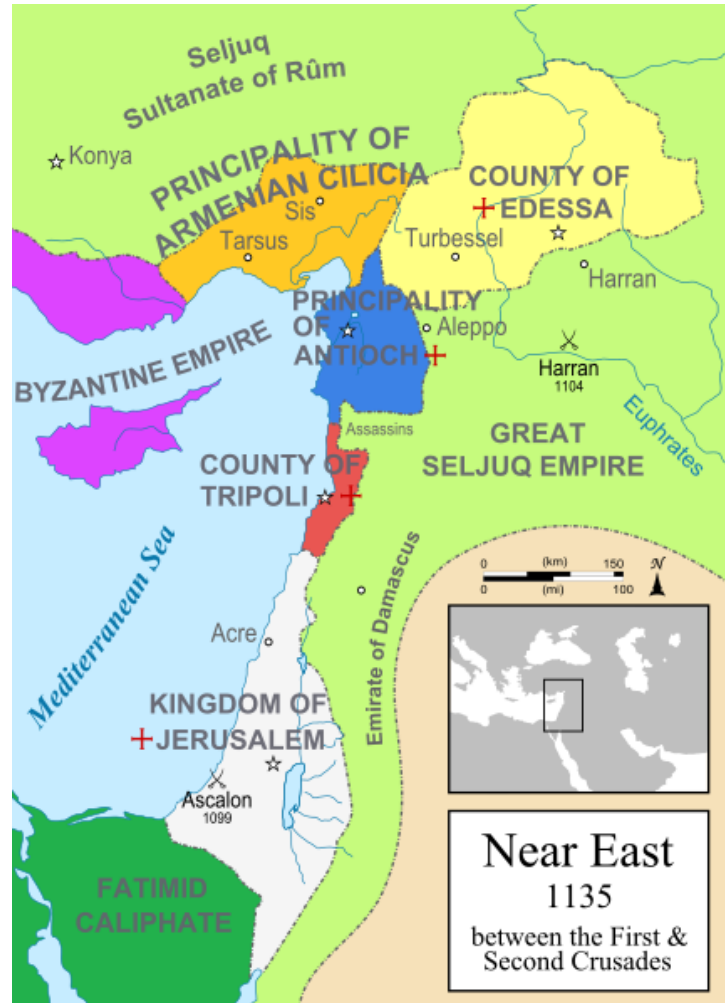 Seljuq
Sultanate of Rûm
Konya
PRINCIPALITY OF
ARMENIAN CILICIA
Sis
Tarsus
COUNTY OF
EDESSA
Turbessel
Harran
PRINCIPALITY
OF
ANTIOCH
Aleppo
Harran
1104
BYZANTINE EMPIRE
Euphrates
Assassins
GREAT
SELJUQ EMPIRE
COUNTY OF
TRIPOLI
Mediterranean Sea
Emirate of Damascus
(km)
0 150
0 100
(mi)
N
Acre
KINGDOM OF
JERUSALEM
Ascalon
1099
FATIMID
CALIPHATE
Near East
1135
between the First &
Second Crusades